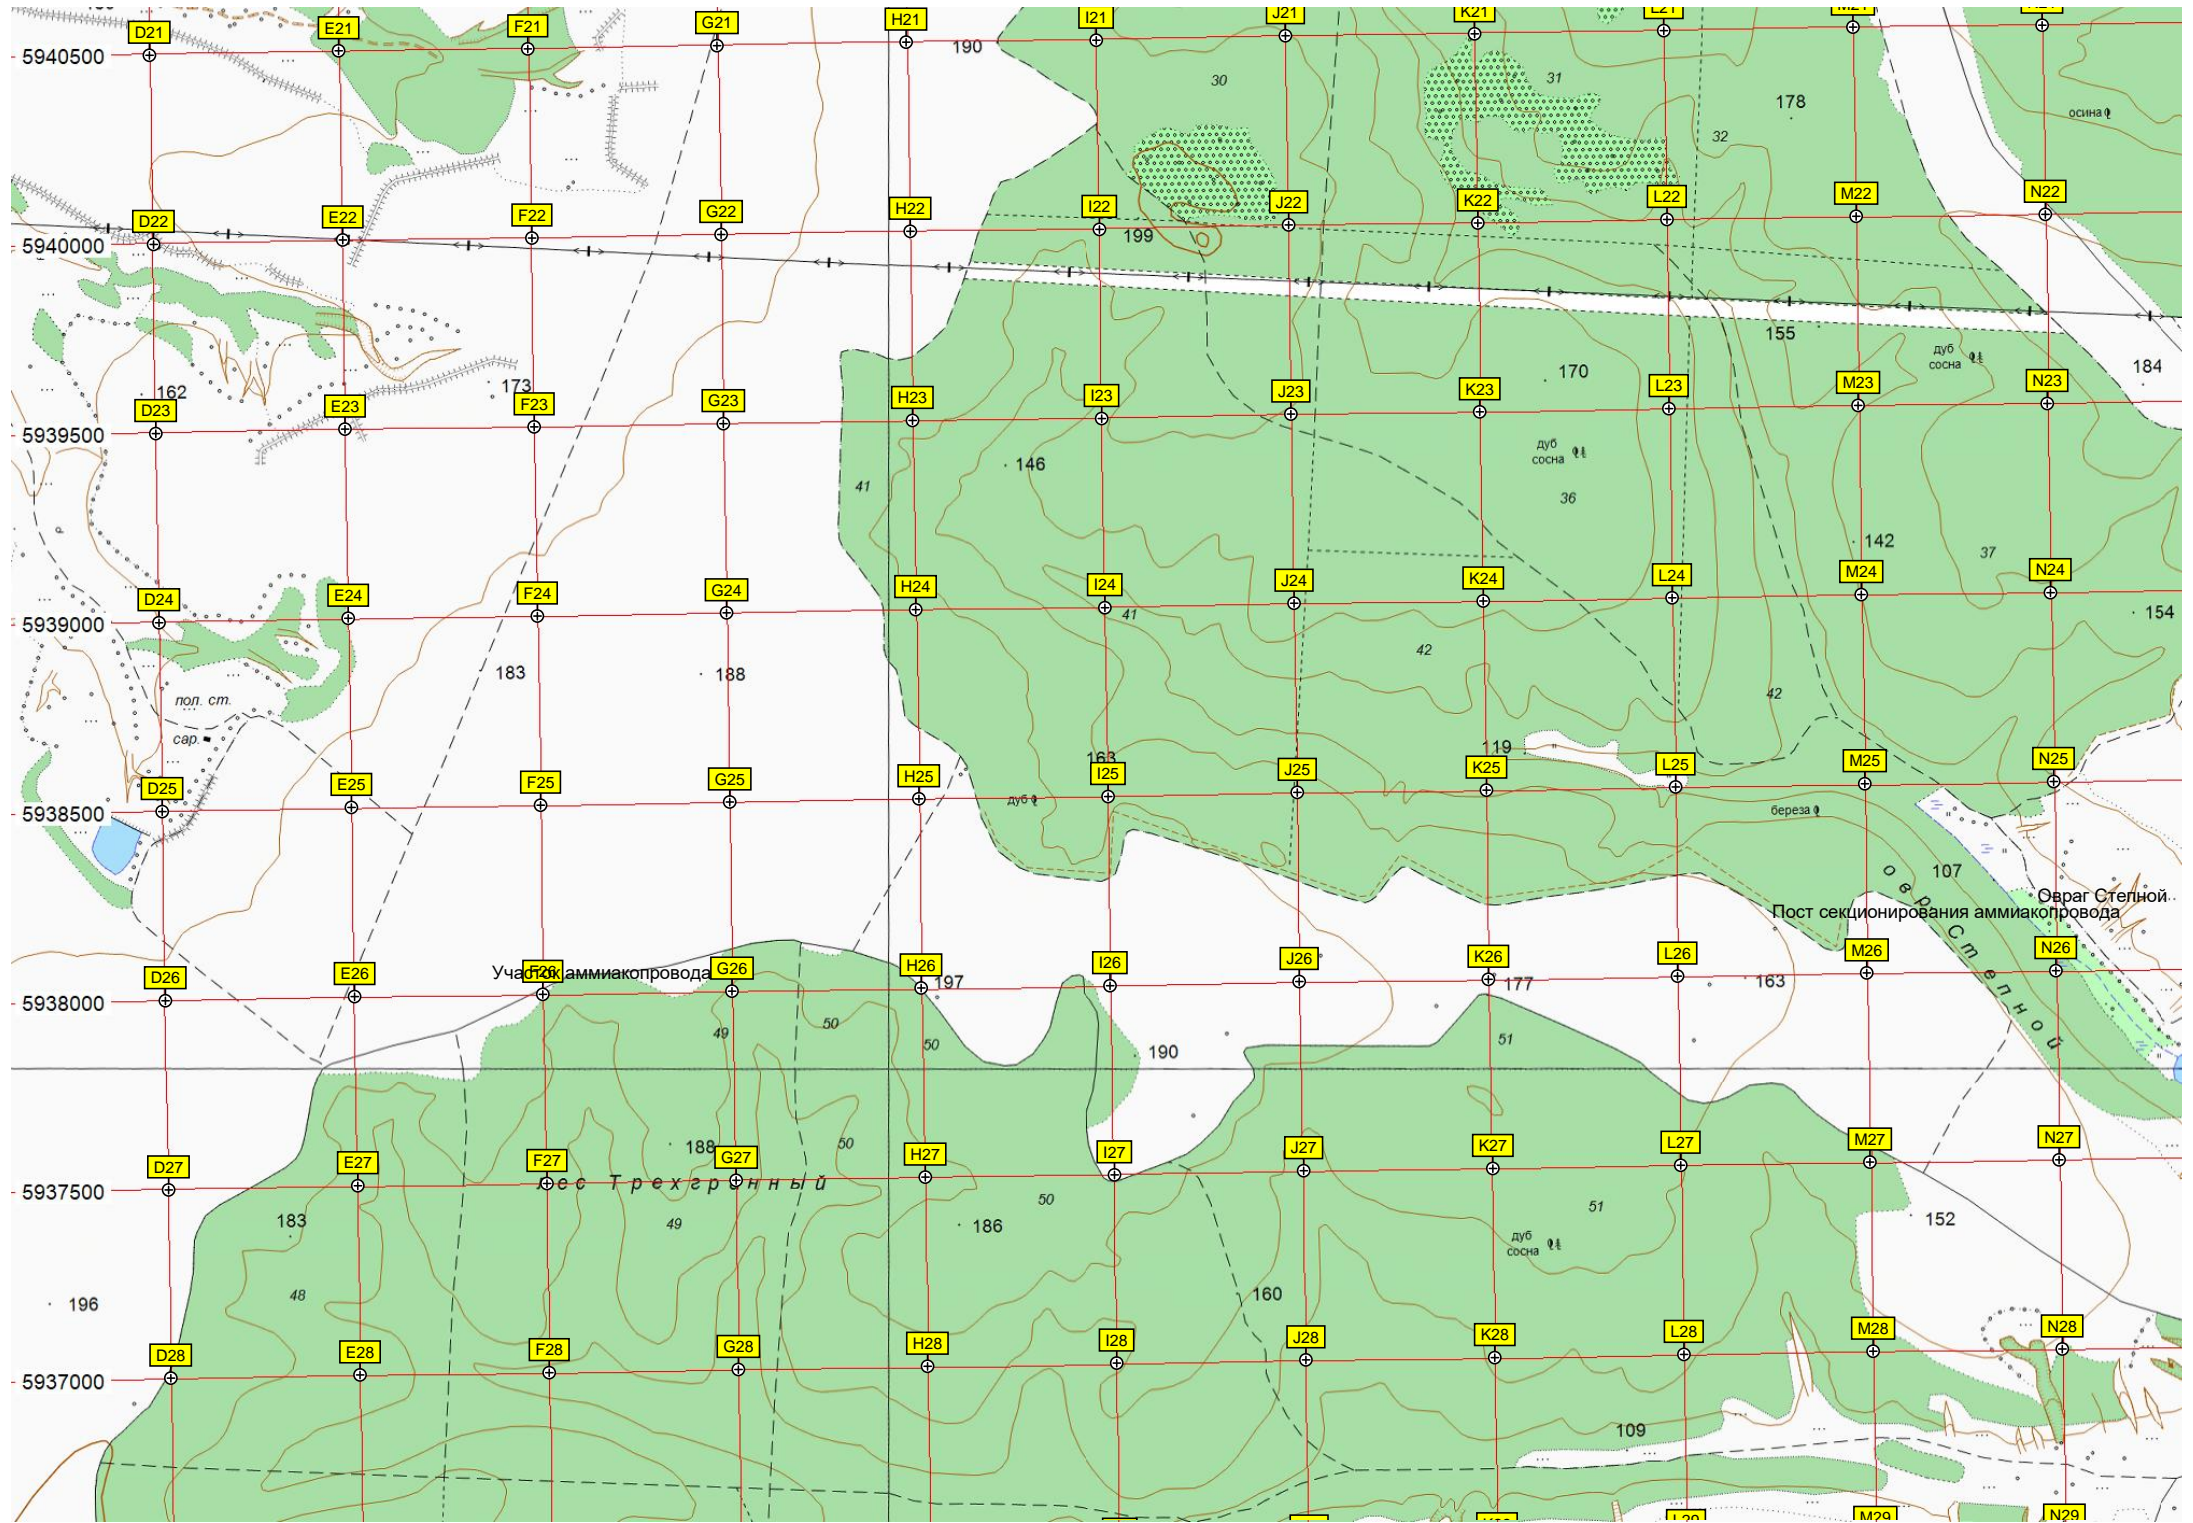 D21 E21 F21 G21 H21 I21 J21 K21 L21
5940500
190
30
31
178
32
осина
D22 E22 F22 G22 H22 I22 J22 K22 L22 M22 N22
5940000
199
155
дуб
сосна
184
170
162
173
D23 E23 F23 G23 H23 I23 J23 K23 L23 M23 N23
5939500
дуб
сосна
146
41
36
142
37
D24 E24 F24 G24 H24 I24 J24 K24 L24 M24 N24
5939000
41
154
42
183
188
42
пол. ст.
сар.
119
163
D25 E25 F25 G25 H25 I25 J25 K25 L25 M25 N25
5938500
дуб
береза
107
Овраг Степной
Пост секционирования аммиакопровода
овр. Степной
D26 E26 F26 G26 H26 I26 J26 K26 L26 M26 N26
Участок аммиакопровода
5938000
197
177
163
49
50
50
51
190
188
50
D27 E27 F27 G27 H27 I27 J27 K27 L27 M27 N27
5937500
лес Трехгранный
50
51
183
49
186
152
дуб
сосна
48
160
196
D28 E28 F28 G28 H28 I28 J28 K28 L28 M28 N28
5937000
109
L29 M29 N29